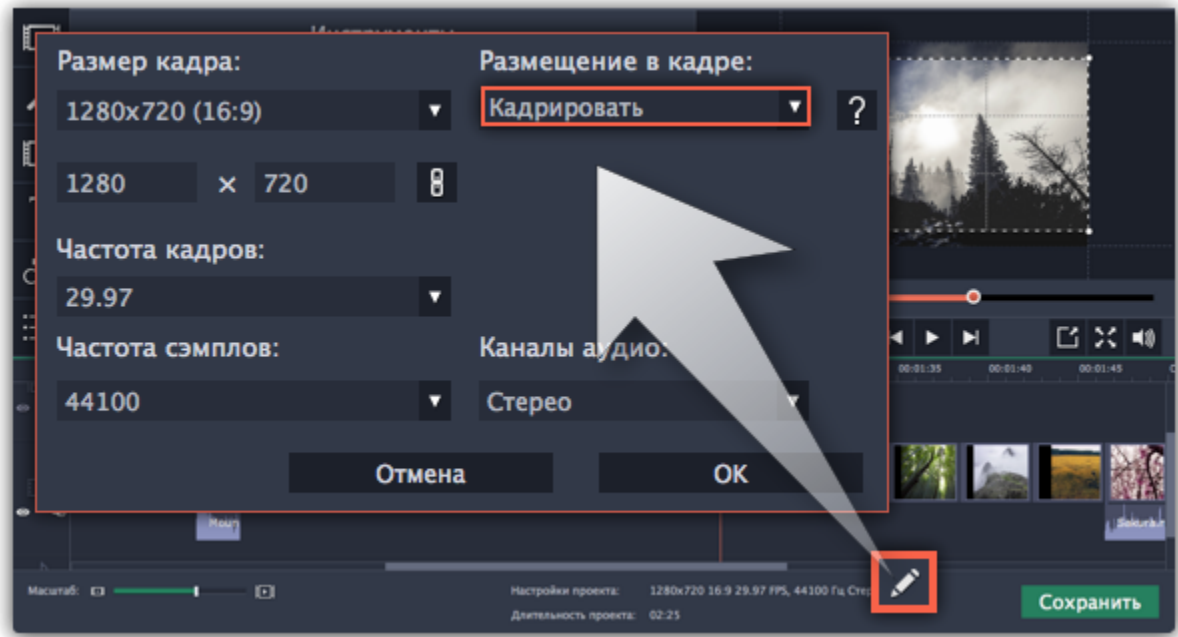 Размер кадра:
Размещение в кадре:
1280x720 (16:9)
Кадрировать
?
1280 × 720
Частота кадров:
29.97
Частота сэмплов:
Каналы аудио:
44100
Стерео
Отмена
OK
00:01:35 00:01:40 00:01:45
Масштаб:
Настройки проекта: 1280x720 16:9 29.97 FPS, 44100 Гц
Длительность проекта: 02:25
Сохранить